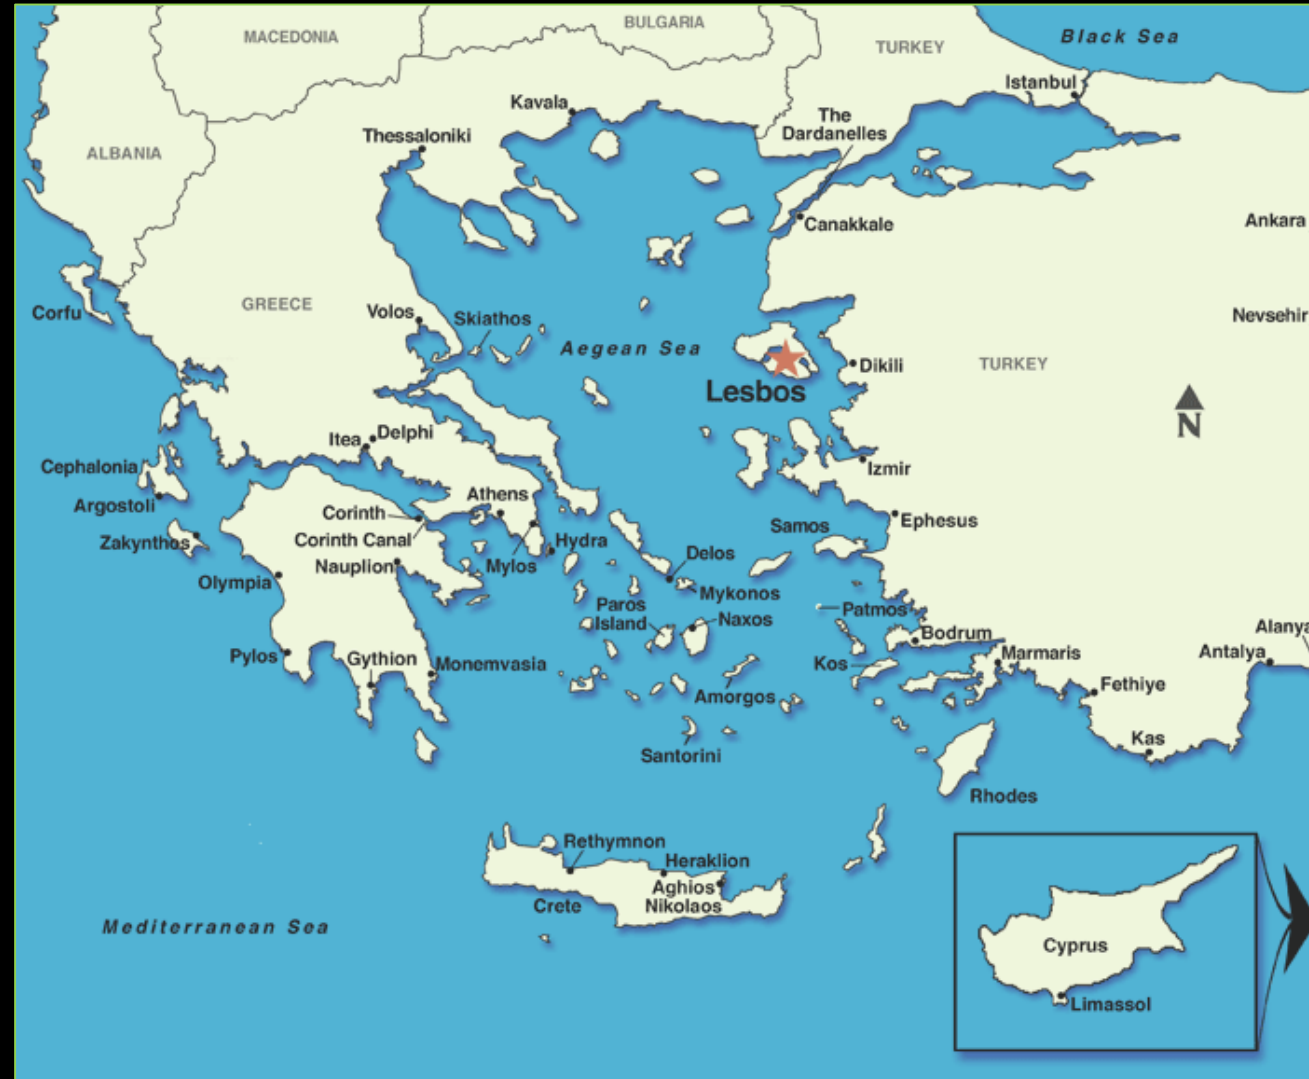 BULGARIA
MACEDONIA
Black Sea
TURKEY
Istanbul
Kavala
The
Dardanelles
Thessaloniki
ALBANIA
Canakkale
Ankara
GREECE
Corfu
Volos
Skiathos
Nevsehir
Aegean Sea
Dikili
TURKEY
Lesbos
N
Itea
Delphi
Cephalonia
Izmir
Argostoli
Athens
Corinth
Ephesus
Samos
Zakynthos
Corinth Canal
Hydra
Delos
Nauplion
Mylos
Olympia
Mykonos
Paros
Island
Patmos
Naxos
Bodrum
Alanya
Pylos
Gythion
Monemvasia
Kos
Marmaris
Antalya
Fethiye
Amorgos
Kas
Santorini
Rhodes
Rethymnon
Heraklion
Aghios
Nikolaos
Crete
Mediterranean Sea
Cyprus
Limassol